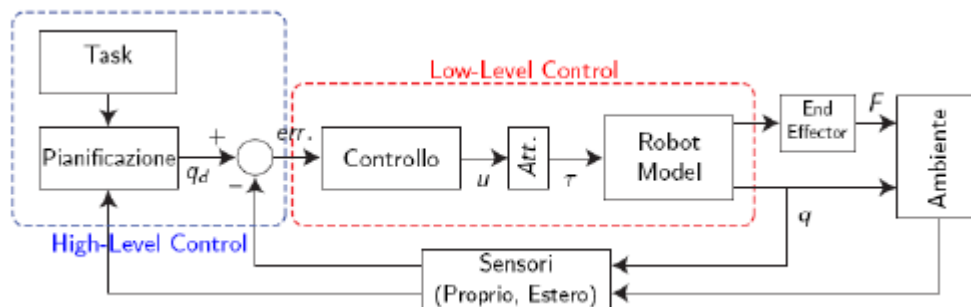 Task
Low-Level Control
Pianificazione
+
q_d
−
err.
Controllo
u
Att.
τ
Robot
Model
End
Effector
F
Ambiente
q
High-Level Control
Sensori
(Proprio, Estero)